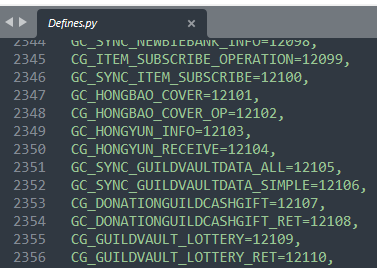 Defines.py
2344 GC_SYNC_NEWBIEBANK_INFO=12098,
2345 CG_ITEM_SUBSCRIBE_OPERATION=12099,
2346 GC_SYNC_ITEM_SUBSCRIBE=12100,
2347 GC_HONGBAO_COVER=12101,
2348 CG_HONGBAO_COVER_OP=12102,
2349 GC_HONGYUN_INFO=12103,
2350 CG_HONGYUN_RECEIVE=12104,
2351 GC_SYNC_GUILDVAULTDATA_ALL=12105,
2352 GC_SYNC_GUILDVAULTDATA_SIMPLE=12106,
2353 CG_DONATIONGUILDCASHGIFT=12107,
2354 GC_DONATIONGUILDCASHGIFT_RET=12108,
2355 CG_GUILDVAULT_LOTTERY=12109,
2356 CG_GUILDVAULT_LOTTERY_RET=12110,